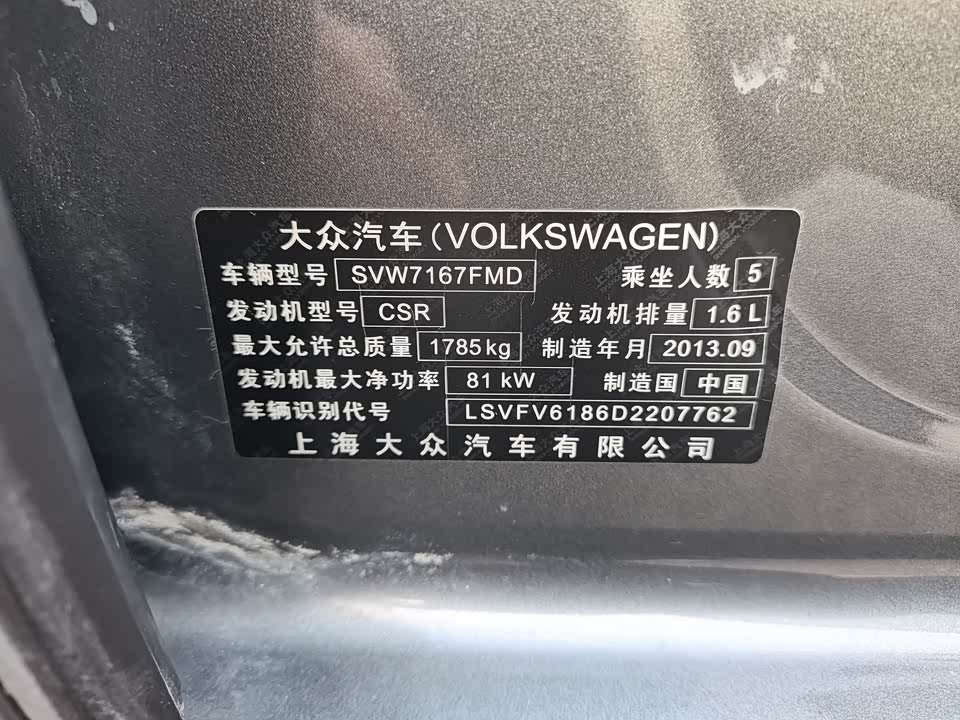 大众汽车(VOLKSWAGEN)
车辆型号 SVW7167FMD 乘坐人数 5
发动机型号 CSR 发动机排量 1.6 L
最大允许总质量 1785kg 制造年月 2013.09
发动机最大净功率 81 kW 制造国 中国
车辆识别代号 LSVFV6186D2207762
上海大众汽车有限公司